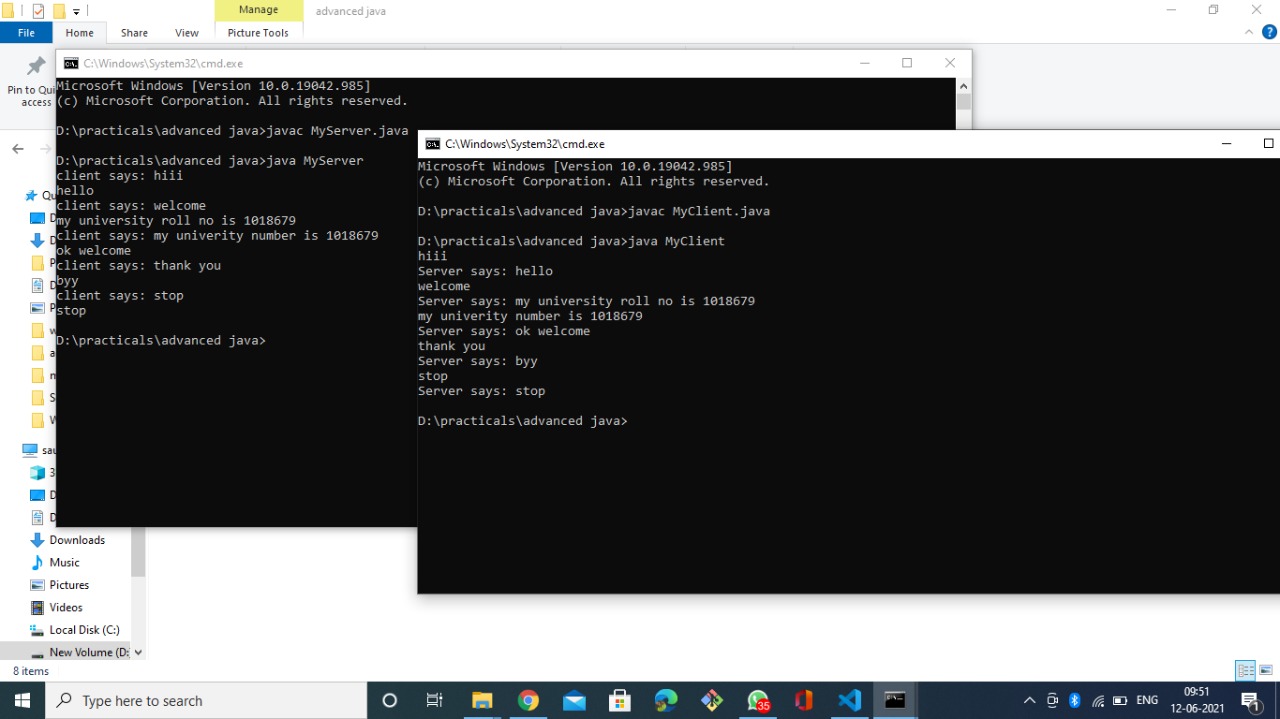 Manage
advanced java
File
Home
Share
View
Picture Tools
Pin to Qui
access
C:\Windows\System32\cmd.exe
Microsoft Windows [Version 10.0.19042.985]
(c) Microsoft Corporation. All rights reserved.
D:\practicals\advanced java>javac MyServer.java
D:\practicals\advanced java>java MyServer
client says: hiii
hello
client says: welcome
my university roll no is 1018679
client says: my univerity number is 1018679
ok welcome
client says: thank you
byy
client says: stop
stop
D:\practicals\advanced java>
C:\Windows\System32\cmd.exe
Microsoft Windows [Version 10.0.19042.985]
(c) Microsoft Corporation. All rights reserved.
D:\practicals\advanced java>javac MyClient.java
D:\practicals\advanced java>java MyClient
hiii
Server says: hello
welcome
Server says: my university roll no is 1018679
my univerity number is 1018679
Server says: ok welcome
thank you
Server says: byy
stop
Server says: stop
D:\practicals\advanced java>
Qu
sau
Downloads
Music
Pictures
Videos
Local Disk (C:)
New Volume (D:
8 items
Type here to search
35
ENG
09:51
12-06-2021
1